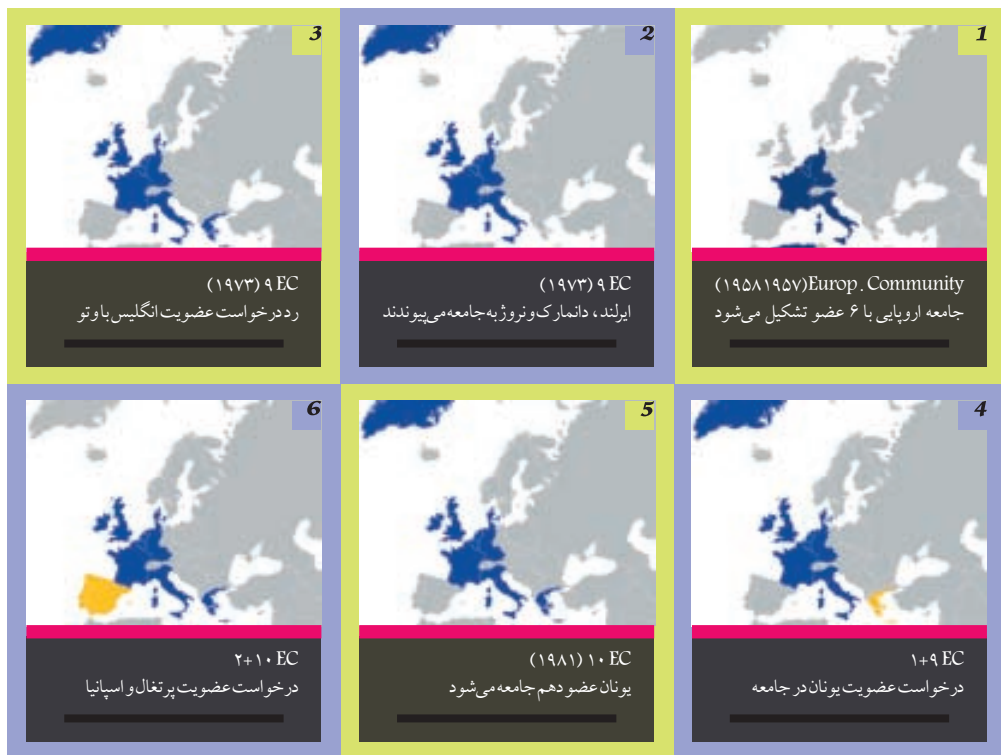 1
Europ. Community(۱۹۵۸۱۹۵۷)
جامعه اروپایی با ۶ عضو تشکیل می‌شود
2
۹ EC (۱۹۷۳)
ایرلند، دانمارک و نروژ به جامعه می‌پیوندند
3
۹ EC (۱۹۷۳)
رد درخواست عضویت انگلیس با وتو
4
۱+۹ EC
درخواست عضویت یونان در جامعه
5
۱۰ EC (۱۹۸۱)
یونان عضو دهم جامعه می‌شود
6
۲+۱۰ EC
درخواست عضویت پرتغال و اسپانیا